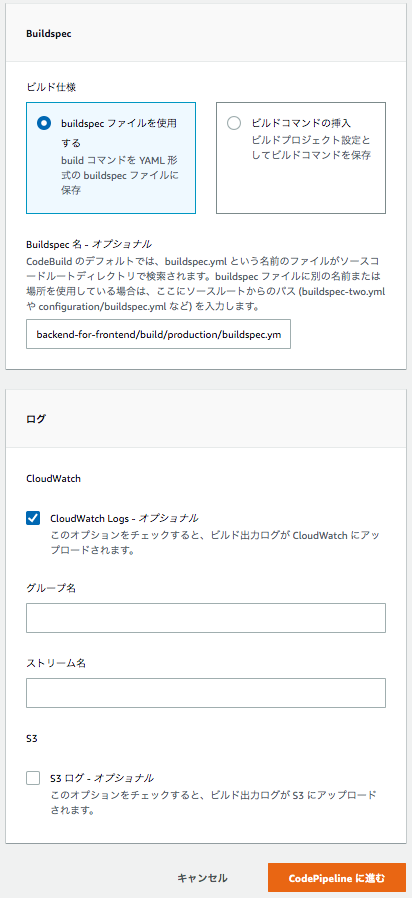 Buildspec
ビルド仕様
buildspec ファイルを使用
する
build コマンドを YAML 形
式の buildspec ファイルに
保存
ビルドコマンドの挿入
ビルドプロジェクト設定と
してビルドコマンドを保存
Buildspec 名 - オプショナル
CodeBuild のデフォルトでは、buildspec.yml という名前のファイルがソースコ
ードルートディレクトリで検索されます。buildspec ファイルに別の名前または
場所を使用している場合は、ここにソースルートからのパス (buildspec-two.yml
や configuration/buildspec.yml など) を入力します。
backend-for-frontend/build/production/buildspec.ym
ログ
CloudWatch
CloudWatch Logs - オプショナル
このオプションをチェックすると、ビルド出力ログが CloudWatch にアッ
プロードされます。
グループ名
ストリーム名
S3
S3 ログ - オプショナル
このオプションをチェックすると、ビルド出力ログが S3 にアップロード
されます。
キャンセル
CodePipeline に進む